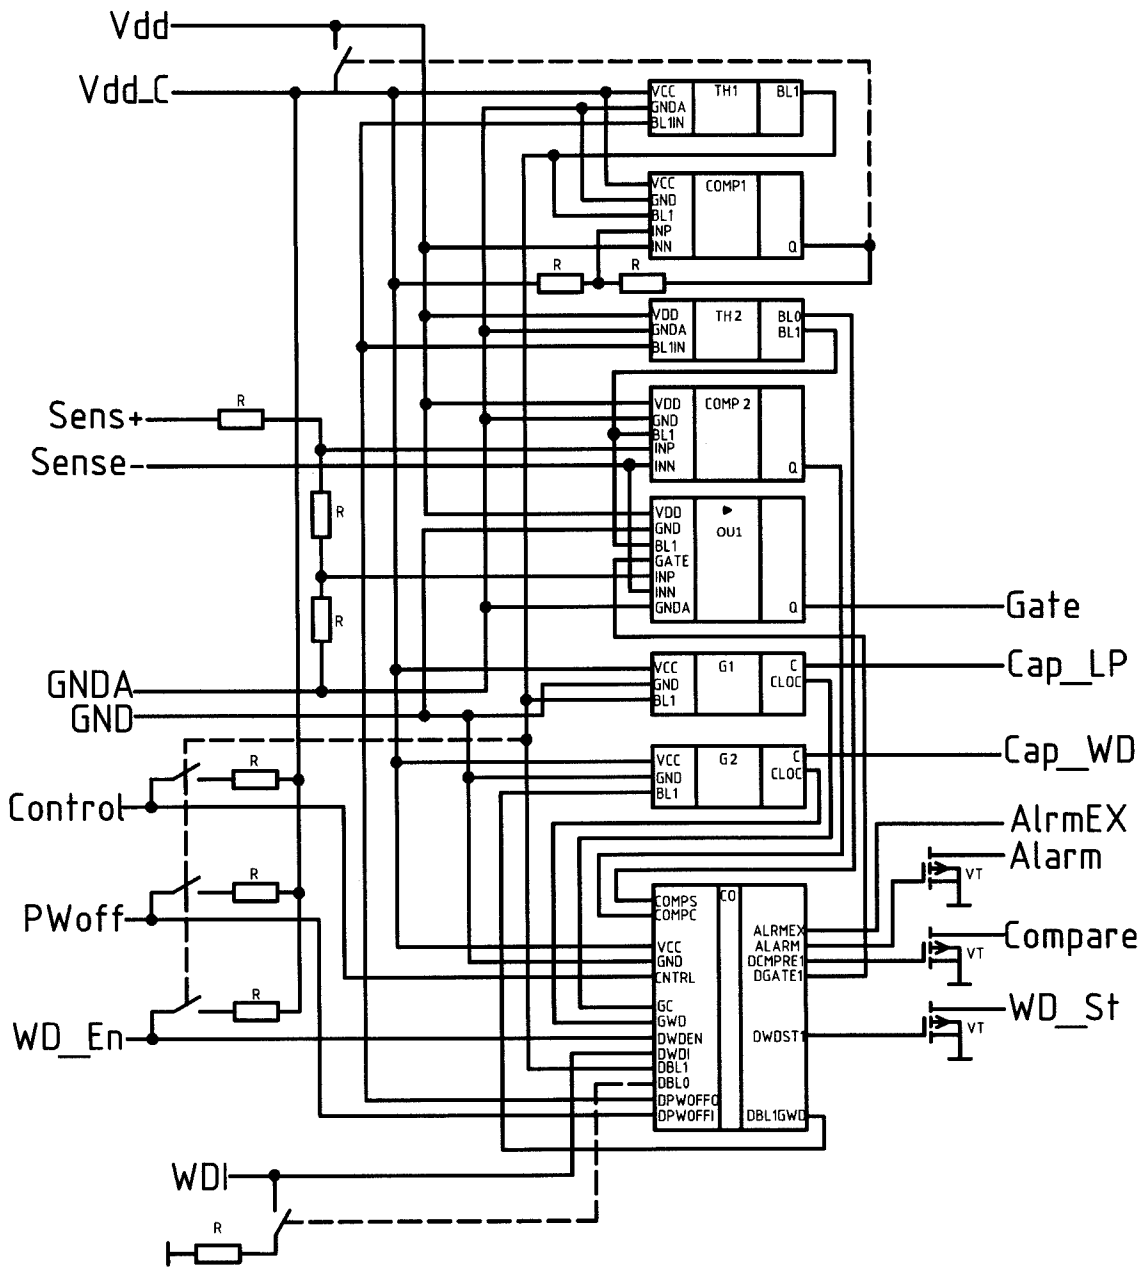 Vdd
Vdd_C
VCC TH1 BL1
GNDA
BL1IN
VCC COMP1
GND
BL1
INP
INN Q
R R
VDD TH2 BL0
GNDA BL1
BL1IN
Sens+ R
Sense-
VDD COMP2
GND
BL1
INP
INN Q
R
VDD
GND OU1
BL1
GATE
INP
INN
GNDA Q
Gate
R
GNDA
GND
VCC G1 C
GND CLOC
BL1
Cap_LP
VCC G2 C
GND CLOC
BL1
Cap_WD
R
Control
R
PWoff
R
WD_En
AlrmEX
Alarm
VT
Compare
VT
WD_St
VT
CO
COMPS
COMPC
VCC
GND
CNTRL
GC
GWD
DWDEN
DWDI
DBL1
DBL0
DPWOFFO
DPWOFFI
ALRMEX
ALARM
DCMPRE1
DGATE1
DWDST1
DBL1GWD
WDI
R